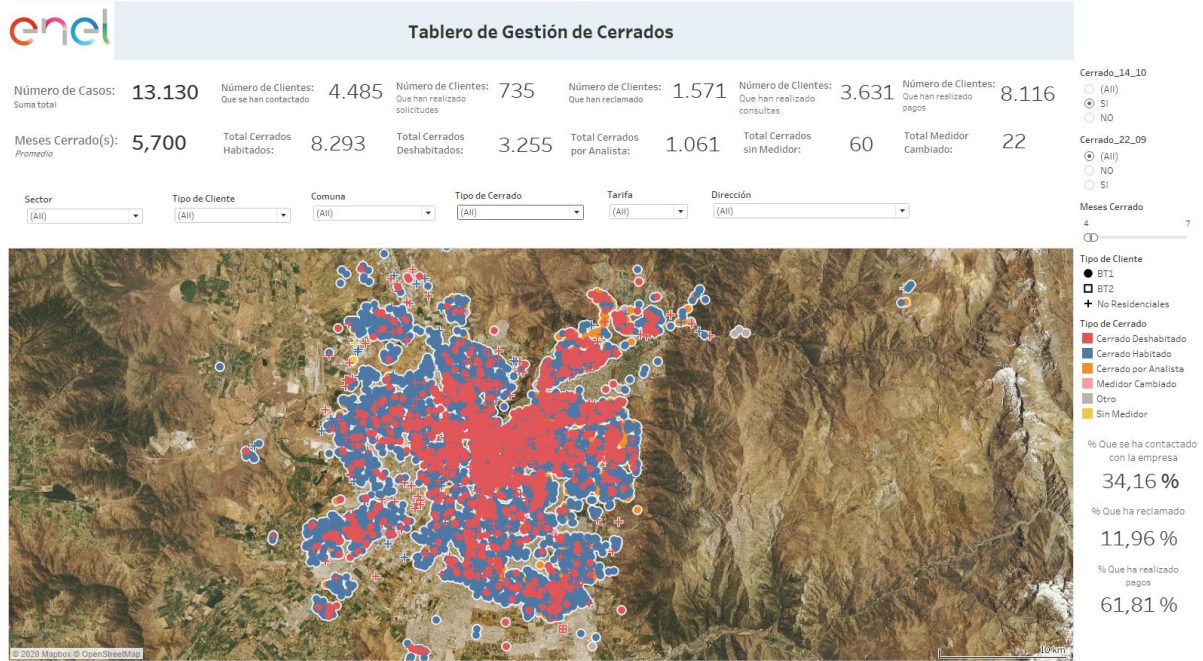 enel
Tablero de Gestión de Cerrados
Número de Casos:
Suma total
13.130
Número de Clientes:
Que se han contactado
4.485
Número de Clientes:
Que han realizado
solicitudes
735
Número de Clientes:
Que han reclamado
1.571
Número de Clientes:
Que han realizado
consultas
3.631
Número de Clientes:
Que han realizado
pagos
8.116
Meses Cerrado(s):
Promedio
5,700
Total Cerrados
Habitados:
8.293
Total Cerrados
Deshabitados:
3.255
Total Cerrados
por Analista:
1.061
Total Cerrados
sin Medidor:
60
Total Medidor
Cambiado:
22
Sector
(All)
Tipo de Cliente
(All)
Comuna
(All)
Tipo de Cerrado
(All)
Tarifa
(All)
Dirección
(All)
Cerrado_14_10
(All)
SI
NO
Cerrado_22_09
(All)
NO
SI
Meses Cerrado
4 7
Tipo de Cliente
BT1
BT2
No Residenciales
Tipo de Cerrado
Cerrado Deshabitado
Cerrado Habitado
Cerrado por Analista
Medidor Cambiado
Otro
Sin Medidor
% Que se ha contactado
con la empresa
34,16 %
% Que ha reclamado
11,96 %
% Que ha realizado
pagos
61,81 %
© 2020 Mapbox © OpenStreetMap
10 km